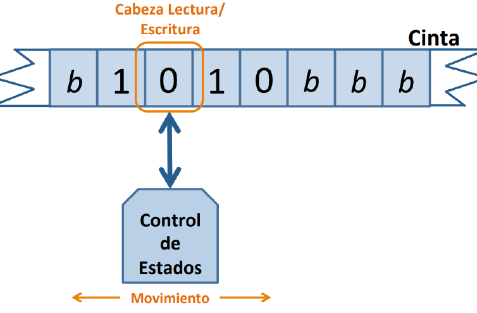 Cabeza Lectura/
Escritura
Cinta
b 1 0 1 0 b b b
Control
de
Estados
Movimiento